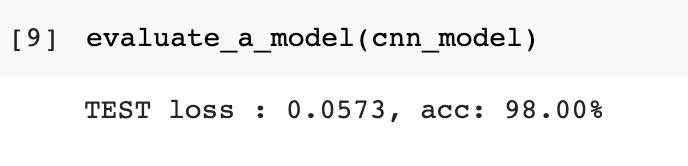 [9] evaluate_a_model(cnn_model)
TEST loss : 0.0573, acc: 98.00%